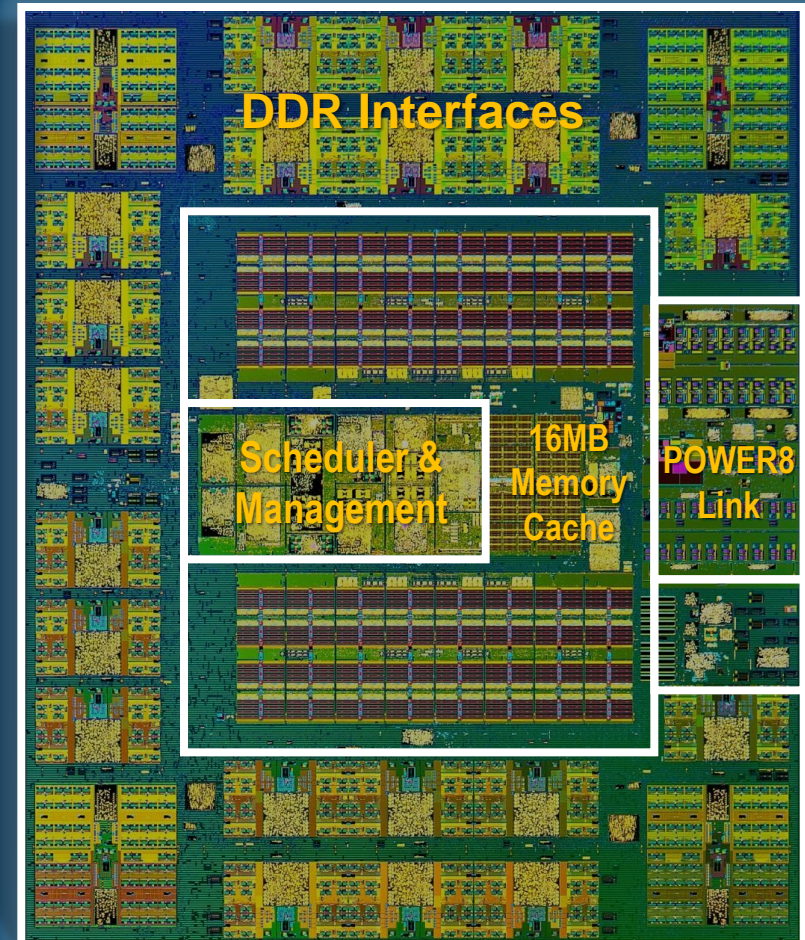 DDR Interfaces
Scheduler &
Management
16MB
Memory
Cache
POWER8
Link